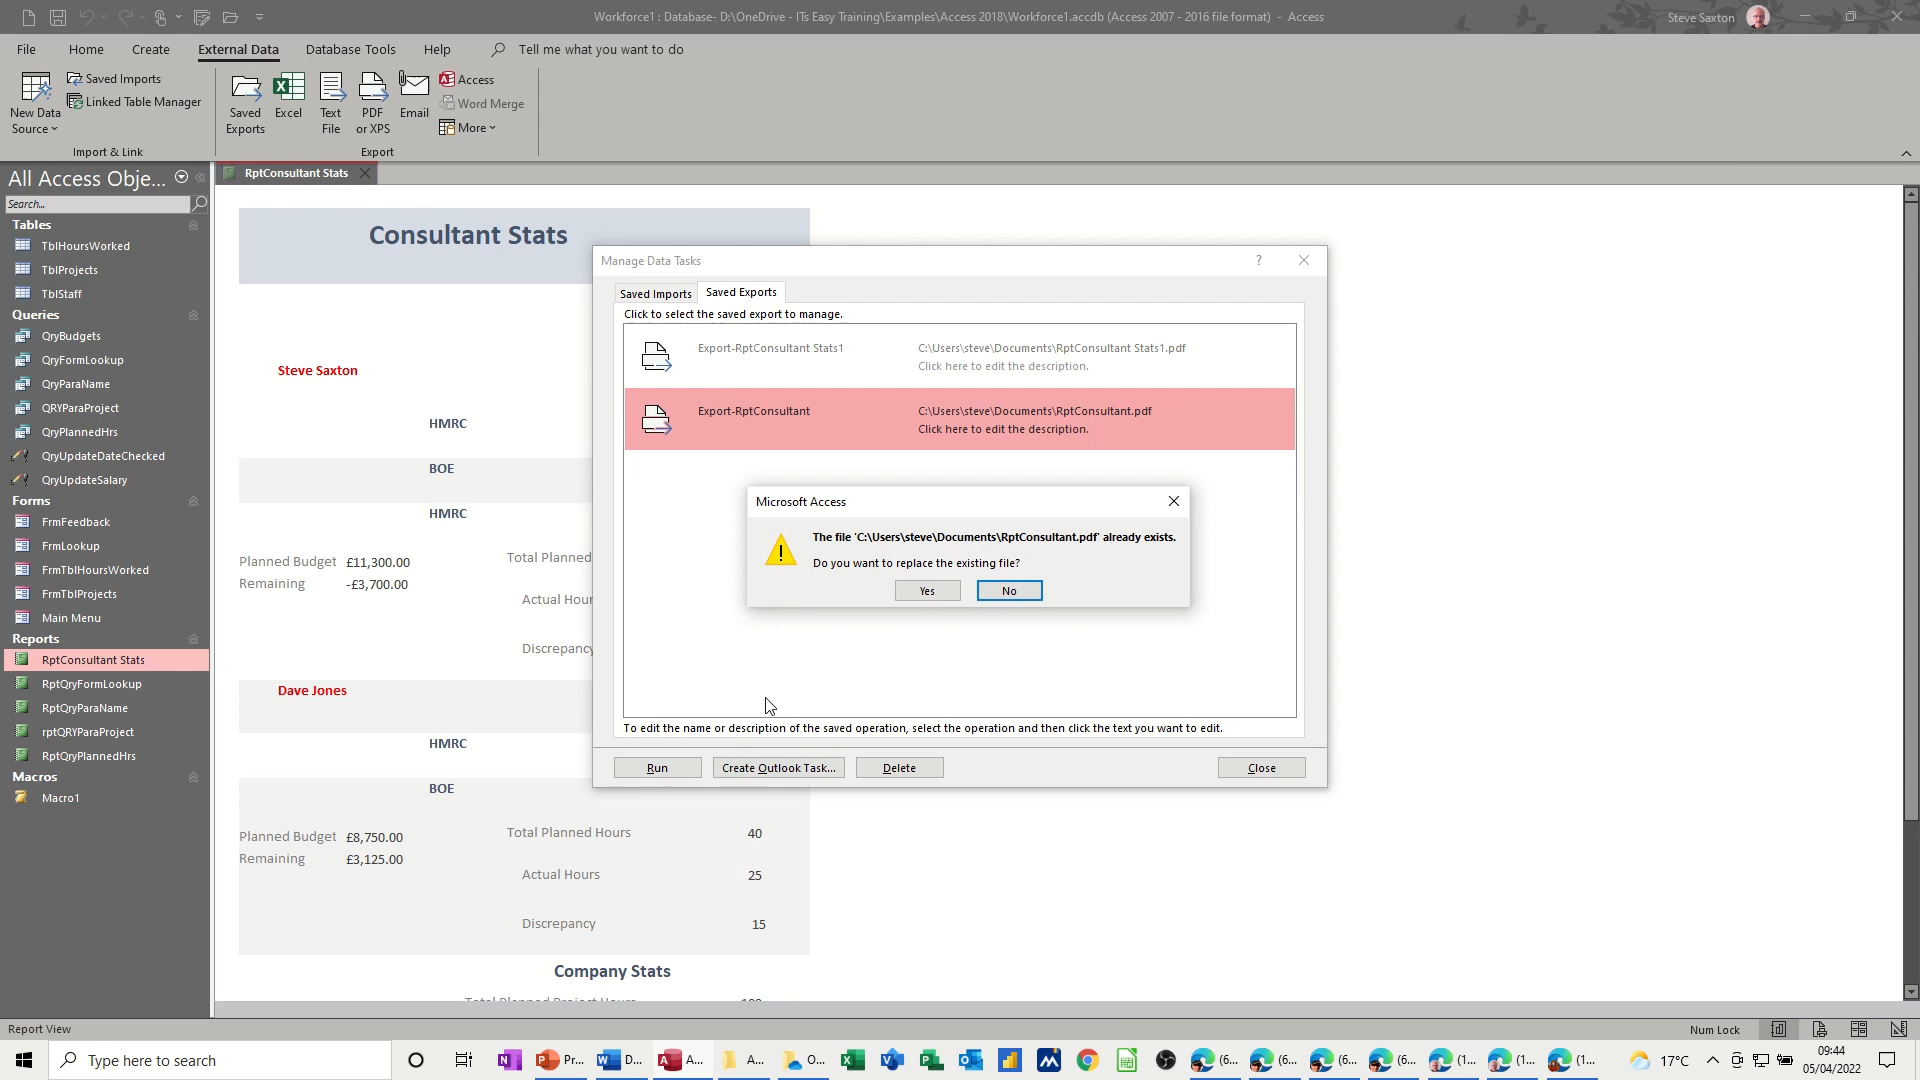 Workforce1 : Database- D:\OneDrive - ITs Easy Training\Examples\Access 2018\Workforce1.accdb (Access 2007 - 2016 file format) - Access
Steve Saxton
File Home Create External Data Database Tools Help Tell me what you want to do
New Data Source
Saved Imports
Linked Table Manager
Import & Link
Saved Exports
Excel
Text File
PDF or XPS
Email
Access
Word Merge
More
Export
All Access Obje...
Search...
Tables
TblHoursWorked
TblProjects
TblStaff
Queries
QryBudgets
QryFormLookup
QryParaName
QRYParaProject
QryPlannedHrs
QryUpdateDateChecked
QryUpdateSalary
Forms
FrmFeedback
FrmLookup
FrmTblHoursWorked
FrmTblProjects
Main Menu
Reports
RptConsultant Stats
RptQryFormLookup
RptQryParaName
rptQRYParaProject
RptQryPlannedHrs
Macros
Macro1
RptConsultant Stats
Consultant Stats
Steve Saxton
HMRC
BOE
HMRC
Planned Budget £11,300.00 Total Planned
Remaining -£3,700.00
Actual Hour
Discrepancy
Dave Jones
HMRC
BOE
Planned Budget £8,750.00 Total Planned Hours 40
Remaining £3,125.00
Actual Hours 25
Discrepancy 15
Company Stats
Total Planned Project Hours
Manage Data Tasks ?
Saved Imports Saved Exports
Click to select the saved export to manage.
Export-RptConsultant Stats1 C:\Users\steve\Documents\RptConsultant Stats1.pdf
Click here to edit the description.
Export-RptConsultant C:\Users\steve\Documents\RptConsultant.pdf
Click here to edit the description.
Microsoft Access
The file 'C:\Users\steve\Documents\RptConsultant.pdf' already exists.
Do you want to replace the existing file?
Yes No
To edit the name or description of the saved operation, select the operation and then click the text you want to edit.
Run Create Outlook Task... Delete Close
Report View Num Lock
Type here to search
N Pr... D... A... A... O... (6... (6... (6... (6... (1... (1... (1...
17°C
09:44
05/04/2022